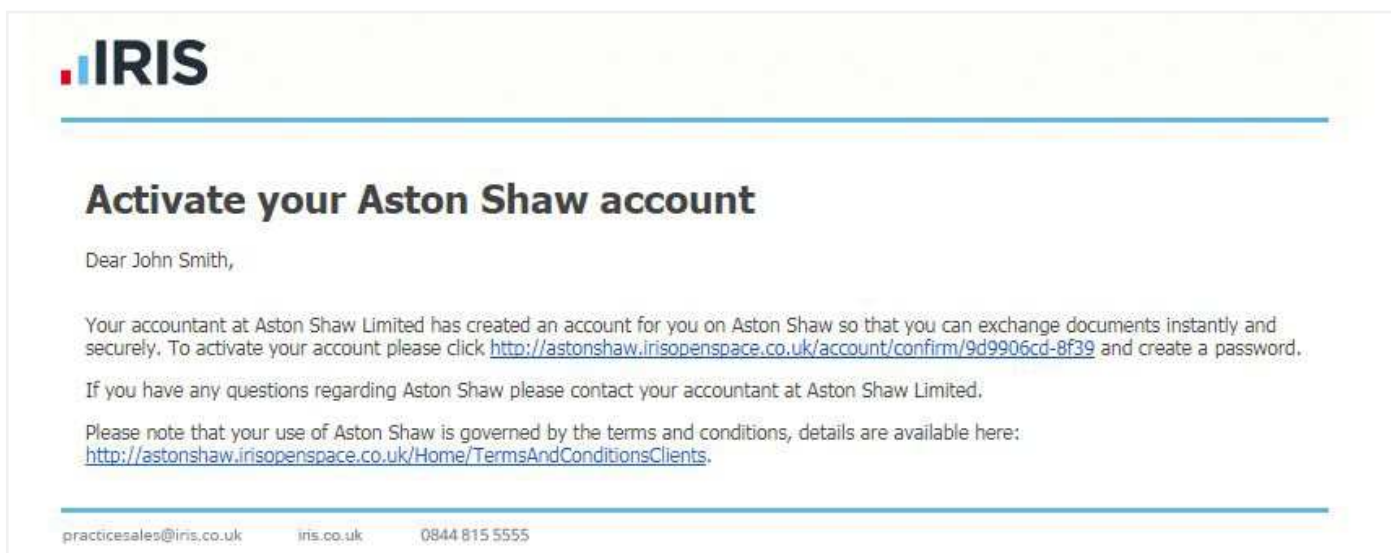 IRIS
Activate your Aston Shaw account
Dear John Smith,
Your accountant at Aston Shaw Limited has created an account for you on Aston Shaw so that you can exchange documents instantly and
securely. To activate your account please click http://astonshaw.irisopenspace.co.uk/account/confirm/9d9906cd-8f39 and create a password.
If you have any questions regarding Aston Shaw please contact your accountant at Aston Shaw Limited.
Please note that your use of Aston Shaw is governed by the terms and conditions, details are available here:
http://astonshaw.irisopenspace.co.uk/Home/TermsAndConditionsClients.
practicesales@iris.co.uk iris.co.uk 0844 815 5555